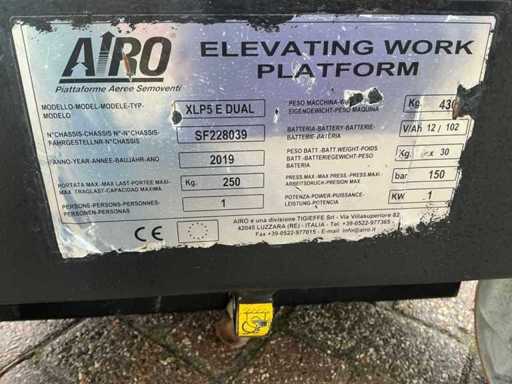 AIRO
Piattaforme Aeree Semoventi
ELEVATING WORK
PLATFORM
MODELLO-MODEL-MODELE-TYP-
MODELO
XLP5 E DUAL
N°CHASSIS-CHASSIS N°-N°CHASSIS-
FAHRGESTELLNR-N°CHASSIS
SF228039
ANNO-YEAR-ANNEE-BAUJAHR-ANO
2019
PORTATA MAX-MAX LAST-PORTEE MAXI-
MAX TRAGLAST-CAPACIDAD MAXIMA
Kg. 250
PERSONS-PERSONS-PERSONNES-
PERSONEN-PERSONAS
1
PESO MACCHINA-
EIGENGEWICHT-PESO MAQUINA
Kg. 430
BATTERIA-BATTERY-BATTERIE-
BATTERIE-BATERIA
V/Ah 12 / 102
PESO BATT.-BATT.WEIGHT-POIDS
BATT.-BATTERIEGEWICHT-PESO
BATERIA
Kg. x 30
PRESS.MAX-MAX PRESS.-PRESS.MAXI-
ARBEITSDRUCK-PRESION MAX
bar 150
POTENZA-POWER-PUISSANCE-
LEISTUNG-POTENCIA
KW 1
CE
AIRO è una divisione TIGIEFFE Srl - Via Villasuperiore 82
42045 LUZZARA (RE) - ITALIA - Tel. +39-0522-977365
Fax +39-0522-977015 - E-mail info@airo.it